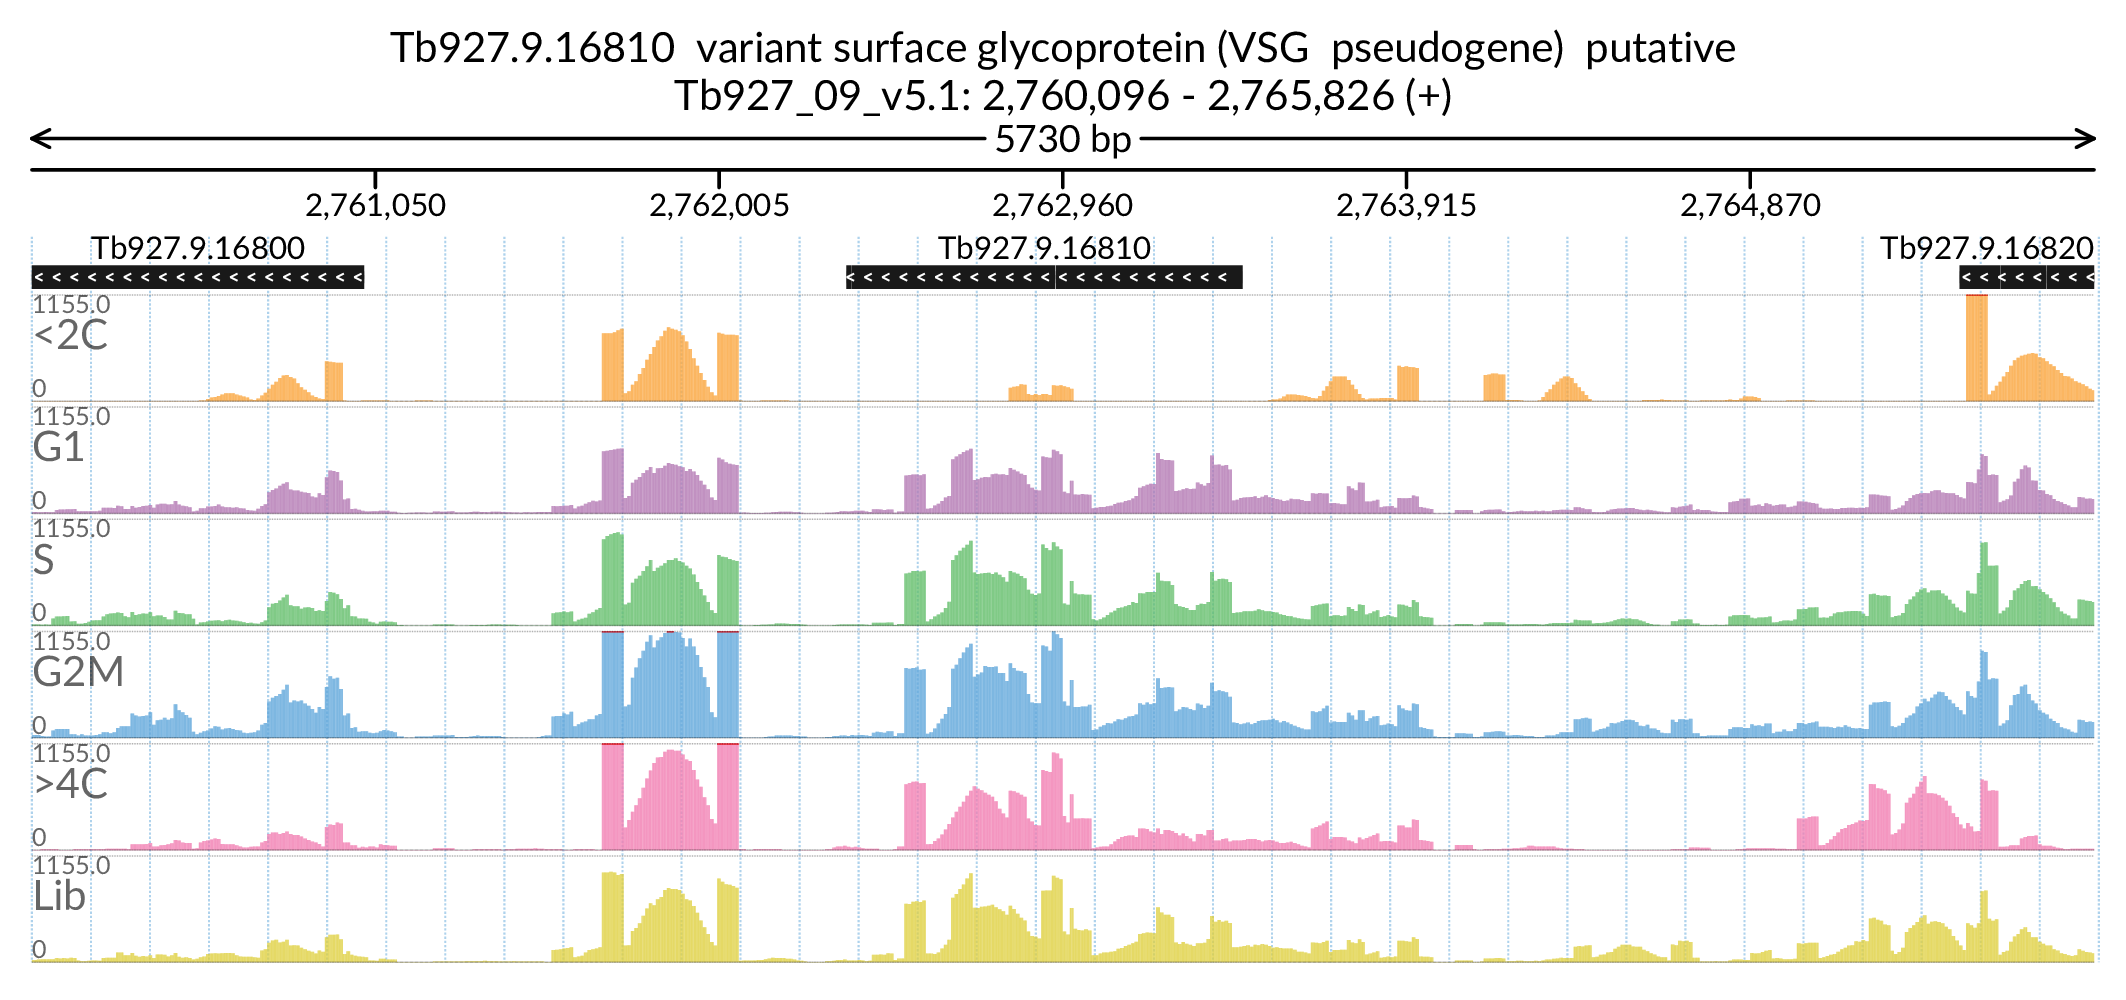 Tb927.9.16810 variant surface glycoprotein (VSG pseudogene) putative
Tb927_09_v5.1: 2,760,096 - 2,765,826 (+)
5730 bp
2,761,050 2,762,005 2,762,960 2,763,915 2,764,870
Tb927.9.16800 Tb927.9.16810 Tb927.9.16820
1155.0
<2C
0
1155.0
G1
0
1155.0
S
0
1155.0
G2M
0
1155.0
>4C
0
1155.0
Lib
0